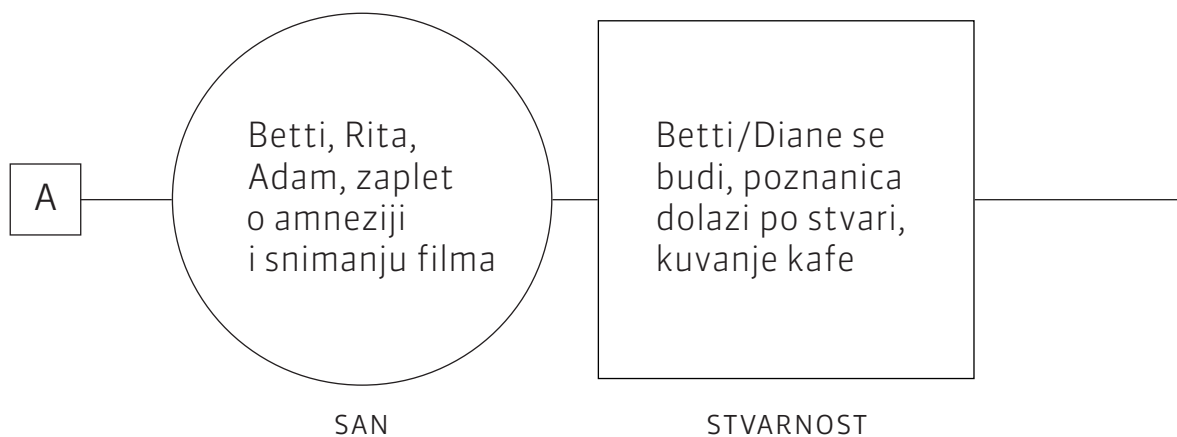 A
Betti, Rita,
Adam, zaplet
o amneziji
i snimanju filma
Betti/Diane se
budi, poznanica
dolazi po stvari,
kuvanje kafe
SAN
STVARNOST